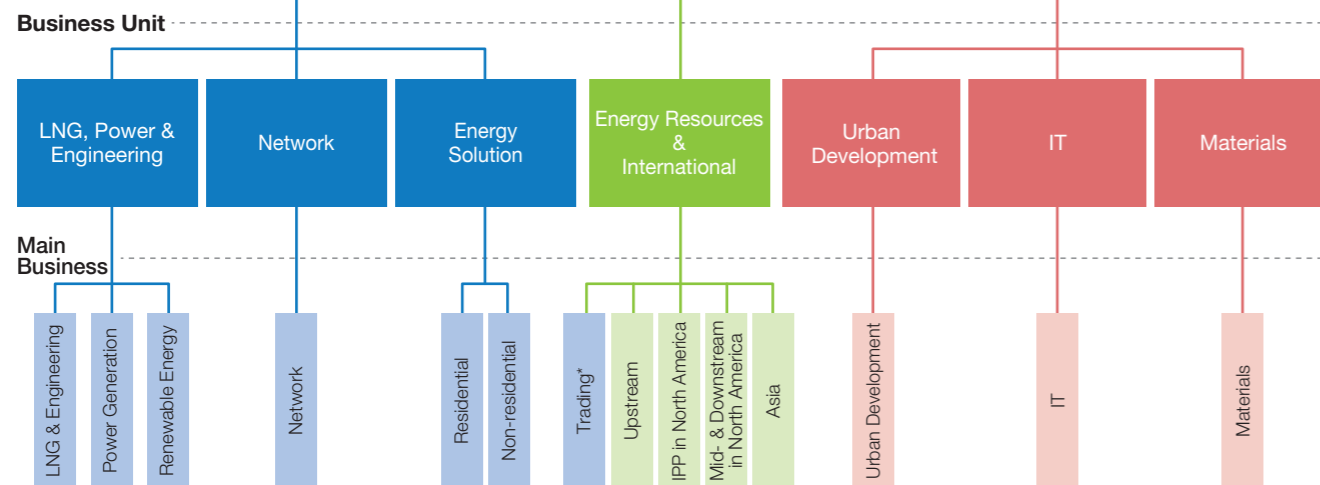 Business Unit
LNG, Power &
Engineering
Network
Energy
Solution
Energy Resources
&
International
Urban
Development
IT
Materials
Main
Business
LNG & Engineering
Power Generation
Renewable Energy
Network
Residential
Non-residential
Trading*
Upstream
IPP in North America
Mid- & Downstream
in North America
Asia
Urban Development
IT
Materials